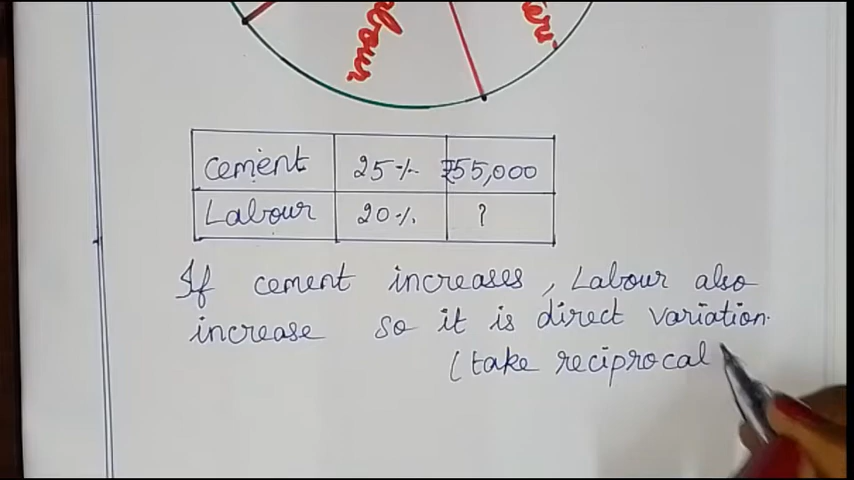 Labour
Cement 25% ₹55,000
Labour 20% ?
If cement increases, Labour also
increase so it is direct variation.
(take reciprocal